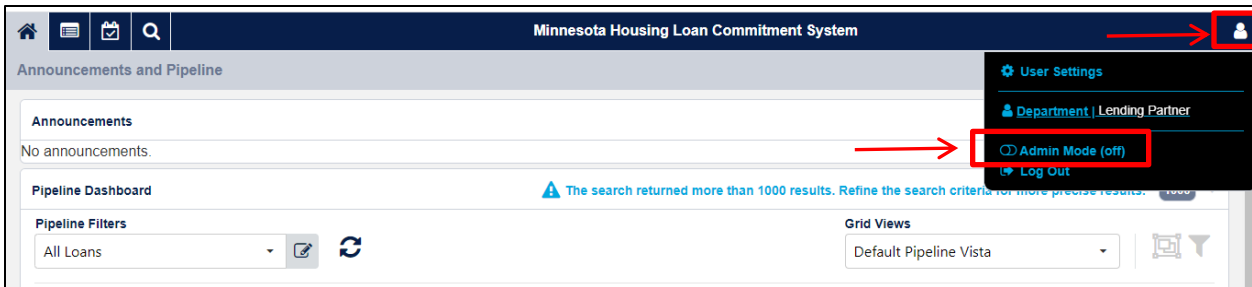 Minnesota Housing Loan Commitment System
Announcements and Pipeline
User Settings
Department | Lending Partner
Admin Mode (off)
Log Out
Announcements
No announcements.
Pipeline Dashboard
The search returned more than 1000 results. Refine the search criteria for more precise results.
1000
Pipeline Filters
All Loans
Grid Views
Default Pipeline Vista